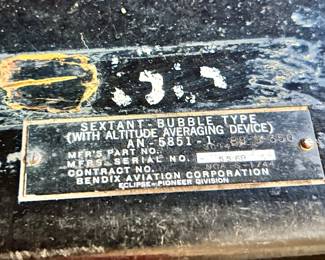 SEXTANT - BUBBLE TYPE
(WITH ALTITUDE AVERAGING DEVICE)
AN-5851-1
MFR'S PART NO.
MFRS. SERIAL NO.
CONTRACT NO.
BENDIX AVIATION CORPORATION
ECLIPSE-PIONEER DIVISION